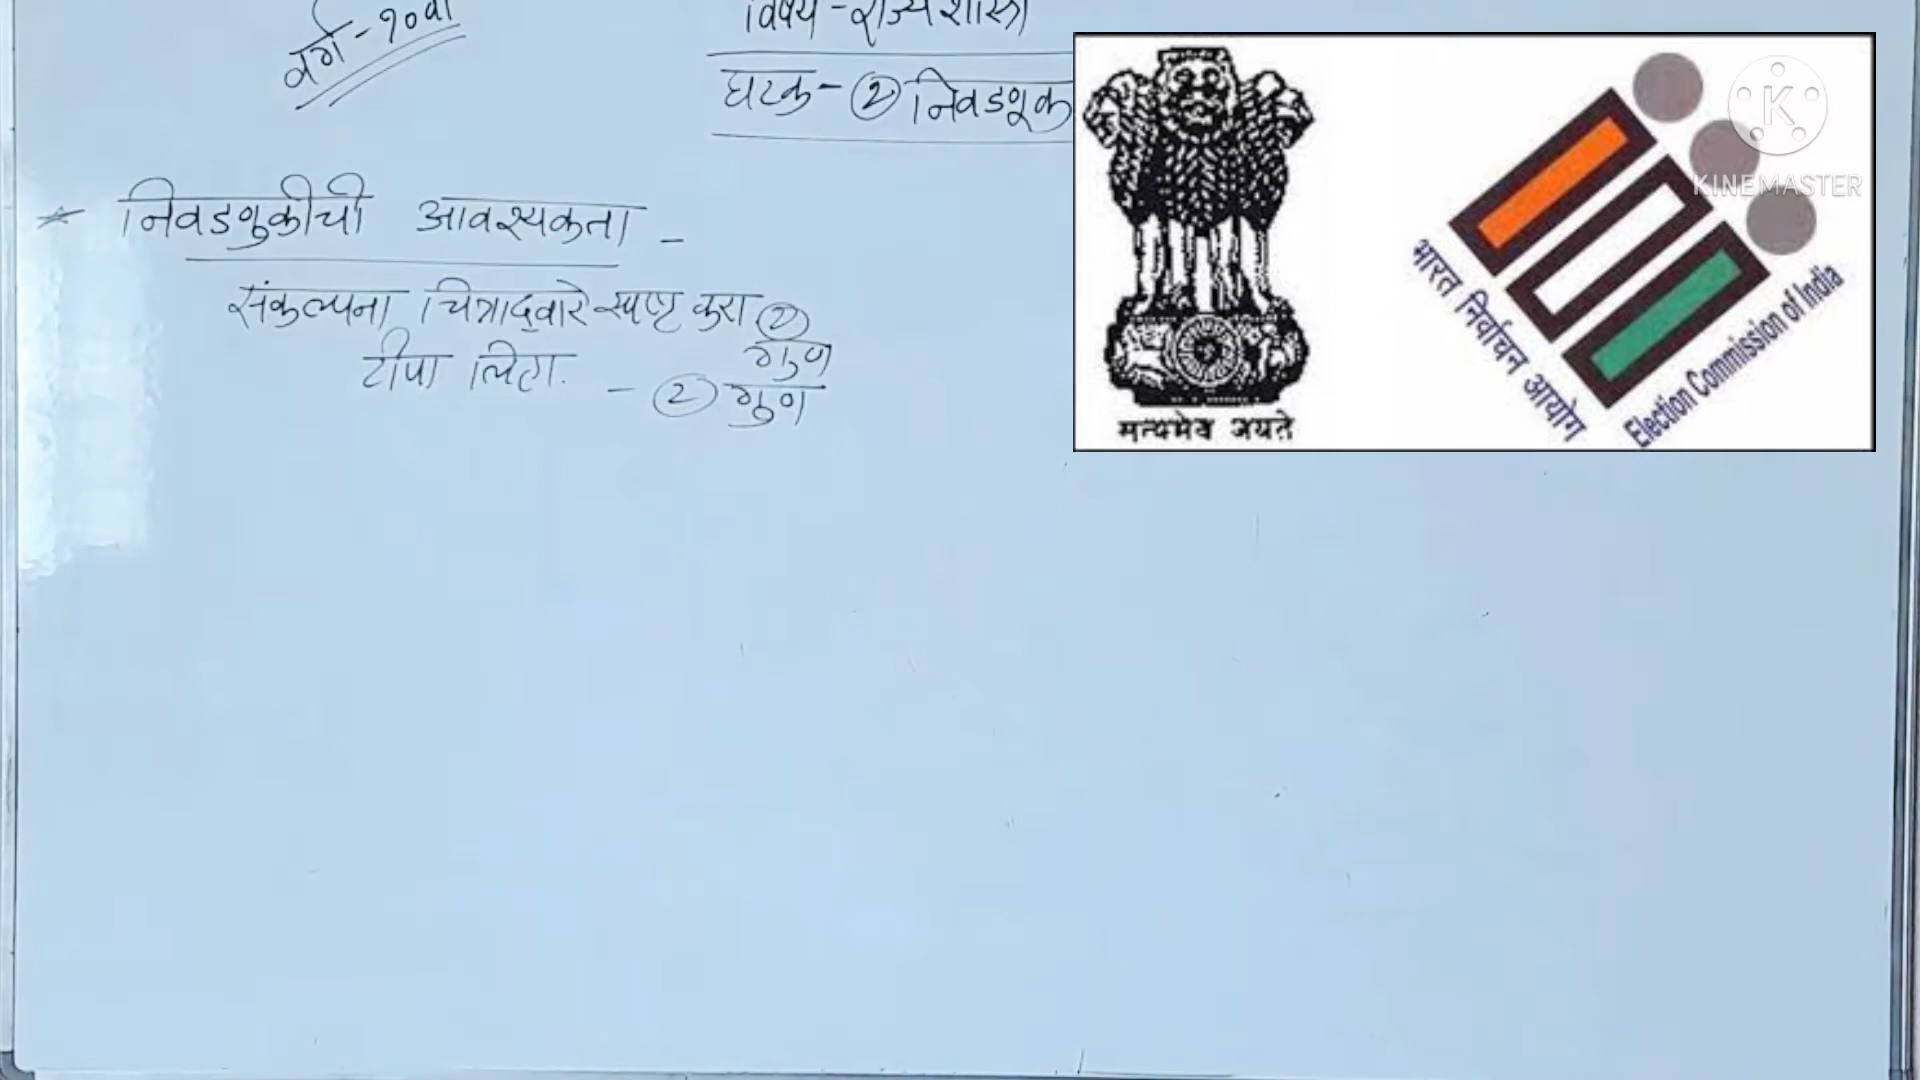 वर्ग - १० वा
विषय - राज्यशास्त्र
घटक - २ निवडणूक
* निवडणुकीची आवश्यकता -
संकल्पना चित्राद्वारे स्पष्ट करा २
गुण
टीपा लिहा. - २ गुण
सत्यमेव जयते
भारत निर्वाचन आयोग
Election Commission of India
K
KINEMASTER